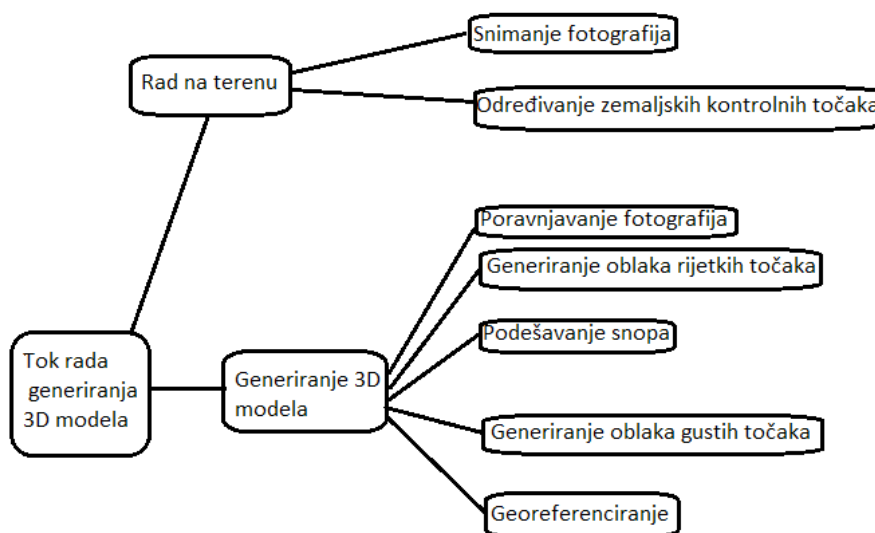 Snimanje fotografija
Rad na terenu
Određivanje zemaljskih kontrolnih točaka
Poravnjavanje fotografija
Generiranje oblaka rijetkih točaka
Podešavanje snopa
Tok rada
generiranja
3D modela
Generiranje 3D
modela
Generiranje oblaka gustih točaka
Georeferenciranje